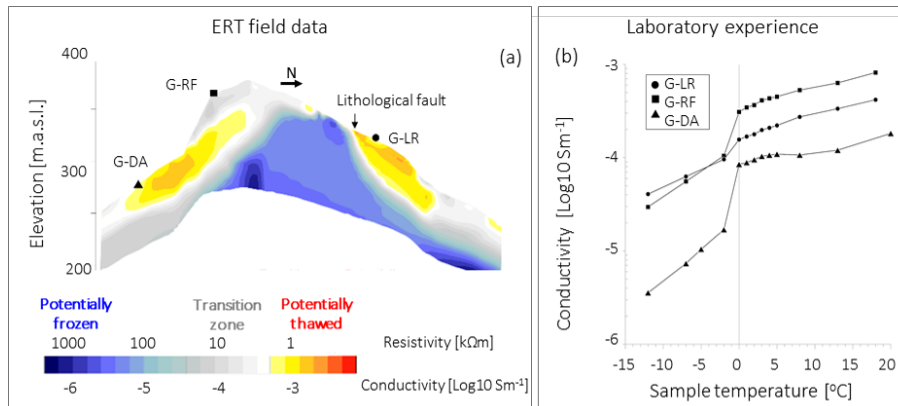 ERT field data
(a)
400
G-RF
N
Lithological fault
G-LR
G-DA
300
Elevation [m.a.s.l.]
200
Potentially frozen
Transition zone
Potentially thawed
1000 100 10 1 Resistivity [kΩm]
-6 -5 -4 -3 Conductivity [Log10 Sm⁻¹]
Laboratory experience
(b)
G-LR
G-RF
G-DA
-3
-4
-5
-6
Conductivity [Log10 Sm⁻¹]
-15 -10 -5 0 5 10 15 20
Sample temperature [ºC]